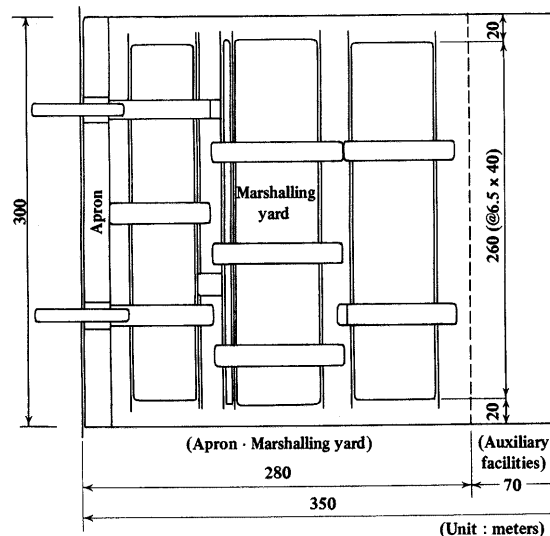 20
300
Apron
Marshalling
yard
260 (@6.5 x 40)
20
(Apron · Marshalling yard)
(Auxiliary
facilities)
280
70
350
(Unit : meters)